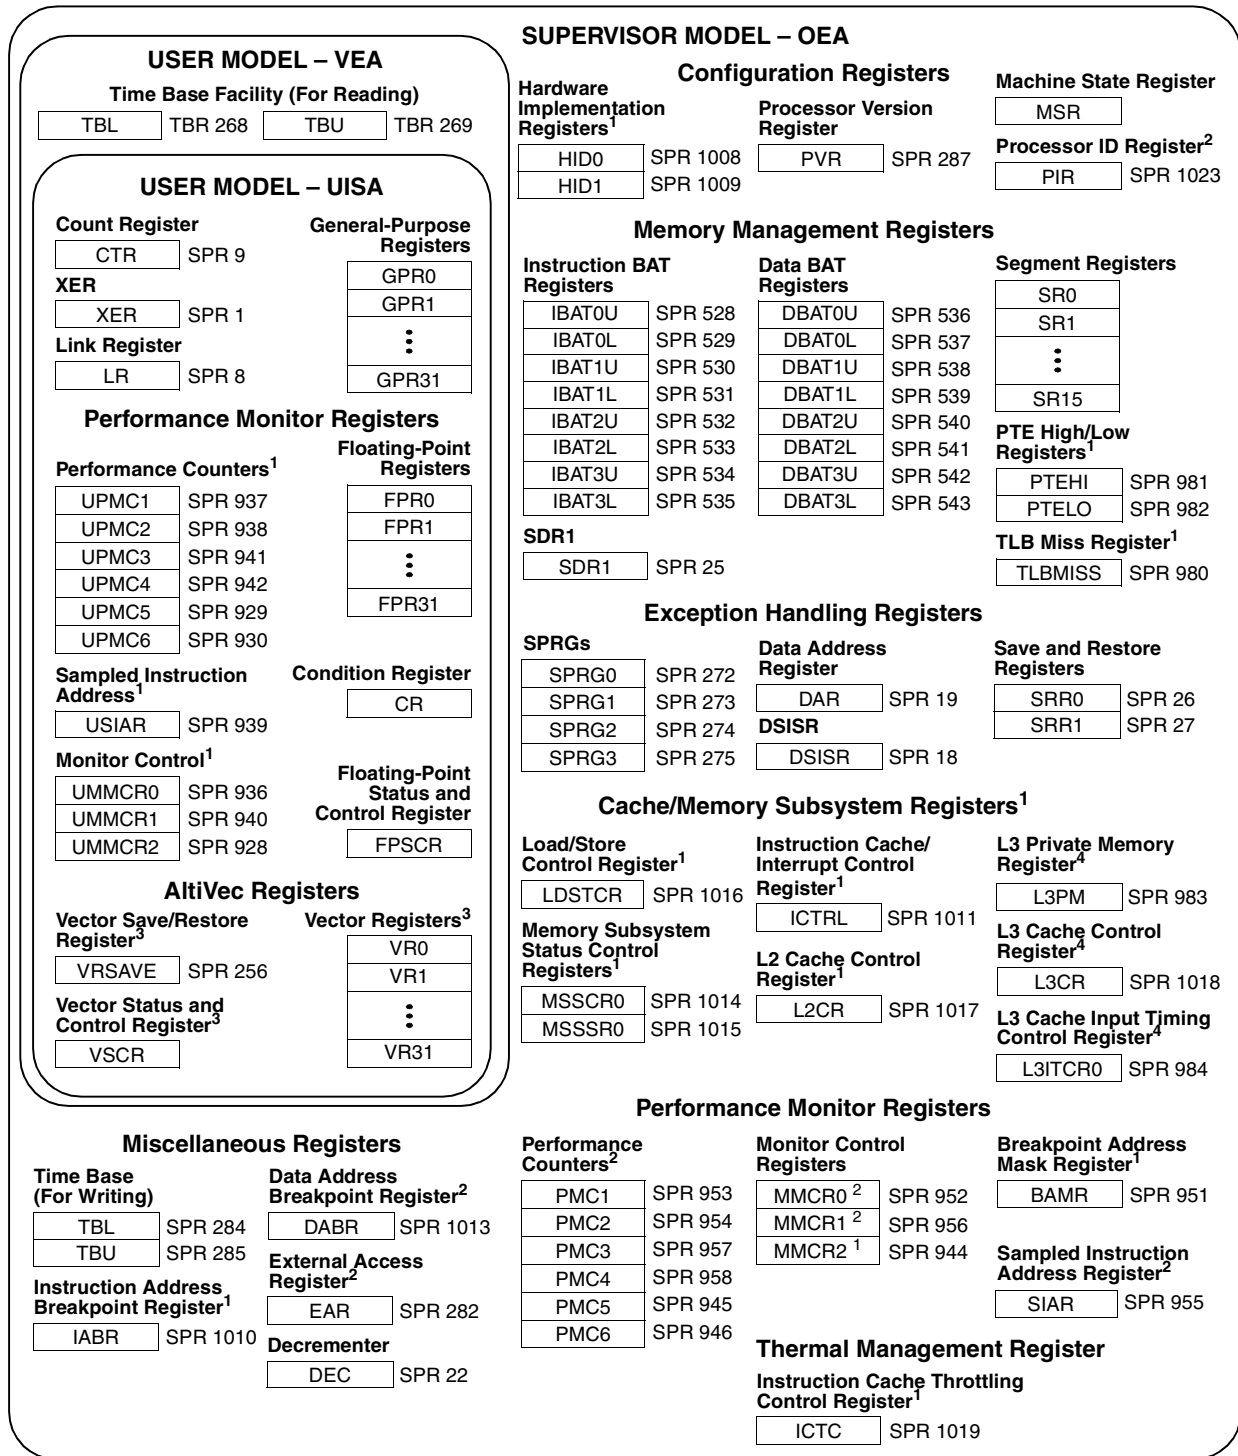 USER MODEL – VEA
Time Base Facility (For Reading)
TBL TBR 268 TBU TBR 269
USER MODEL – UISA
Count Register
CTR SPR 9
XER
XER SPR 1
Link Register
LR SPR 8
General-Purpose
Registers
GPR0
GPR1
GPR31
Performance Monitor Registers
Performance Counters1
UPMC1 SPR 937
UPMC2 SPR 938
UPMC3 SPR 941
UPMC4 SPR 942
UPMC5 SPR 929
UPMC6 SPR 930
Floating-Point
Registers
FPR0
FPR1
FPR31
Sampled Instruction
Address1
USIAR SPR 939
Condition Register
CR
Monitor Control1
UMMCR0 SPR 936
UMMCR1 SPR 940
UMMCR2 SPR 928
Floating-Point
Status and
Control Register
FPSCR
AltiVec Registers
Vector Save/Restore
Register3
VRSAVE SPR 256
Vector Status and
Control Register3
VSCR
Vector Registers3
VR0
VR1
VR31
SUPERVISOR MODEL – OEA
Configuration Registers
Hardware
Implementation
Registers1
HID0 SPR 1008
HID1 SPR 1009
Processor Version
Register
PVR SPR 287
Machine State Register
MSR
Processor ID Register2
PIR SPR 1023
Memory Management Registers
Instruction BAT
Registers
IBAT0U SPR 528
IBAT0L SPR 529
IBAT1U SPR 530
IBAT1L SPR 531
IBAT2U SPR 532
IBAT2L SPR 533
IBAT3U SPR 534
IBAT3L SPR 535
SDR1
SDR1 SPR 25
Data BAT
Registers
DBAT0U SPR 536
DBAT0L SPR 537
DBAT1U SPR 538
DBAT1L SPR 539
DBAT2U SPR 540
DBAT2L SPR 541
DBAT3U SPR 542
DBAT3L SPR 543
Segment Registers
SR0
SR1
SR15
PTE High/Low
Registers1
PTEHI SPR 981
PTELO SPR 982
TLB Miss Register1
TLBMISS SPR 980
Exception Handling Registers
SPRGs
SPRG0 SPR 272
SPRG1 SPR 273
SPRG2 SPR 274
SPRG3 SPR 275
Data Address
Register
DAR SPR 19
DSISR
DSISR SPR 18
Save and Restore
Registers
SRR0 SPR 26
SRR1 SPR 27
Cache/Memory Subsystem Registers1
Load/Store
Control Register1
LDSTCR SPR 1016
Memory Subsystem
Status Control
Registers1
MSSCR0 SPR 1014
MSSSR0 SPR 1015
Instruction Cache/
Interrupt Control
Register1
ICTRL SPR 1011
L2 Cache Control
Register1
L2CR SPR 1017
L3 Private Memory
Register4
L3PM SPR 983
L3 Cache Control
Register4
L3CR SPR 1018
L3 Cache Input Timing
Control Register4
L3ITCR0 SPR 984
Miscellaneous Registers
Time Base
(For Writing)
TBL SPR 284
TBU SPR 285
Instruction Address
Breakpoint Register1
IABR SPR 1010
Data Address
Breakpoint Register2
DABR SPR 1013
External Access
Register2
EAR SPR 282
Decrementer
DEC SPR 22
Performance Monitor Registers
Performance
Counters2
PMC1 SPR 953
PMC2 SPR 954
PMC3 SPR 957
PMC4 SPR 958
PMC5 SPR 945
PMC6 SPR 946
Monitor Control
Registers
MMCR0 2 SPR 952
MMCR1 2 SPR 956
MMCR2 1 SPR 944
Breakpoint Address
Mask Register1
BAMR SPR 951
Sampled Instruction
Address Register2
SIAR SPR 955
Thermal Management Register
Instruction Cache Throttling
Control Register1
ICTC SPR 1019